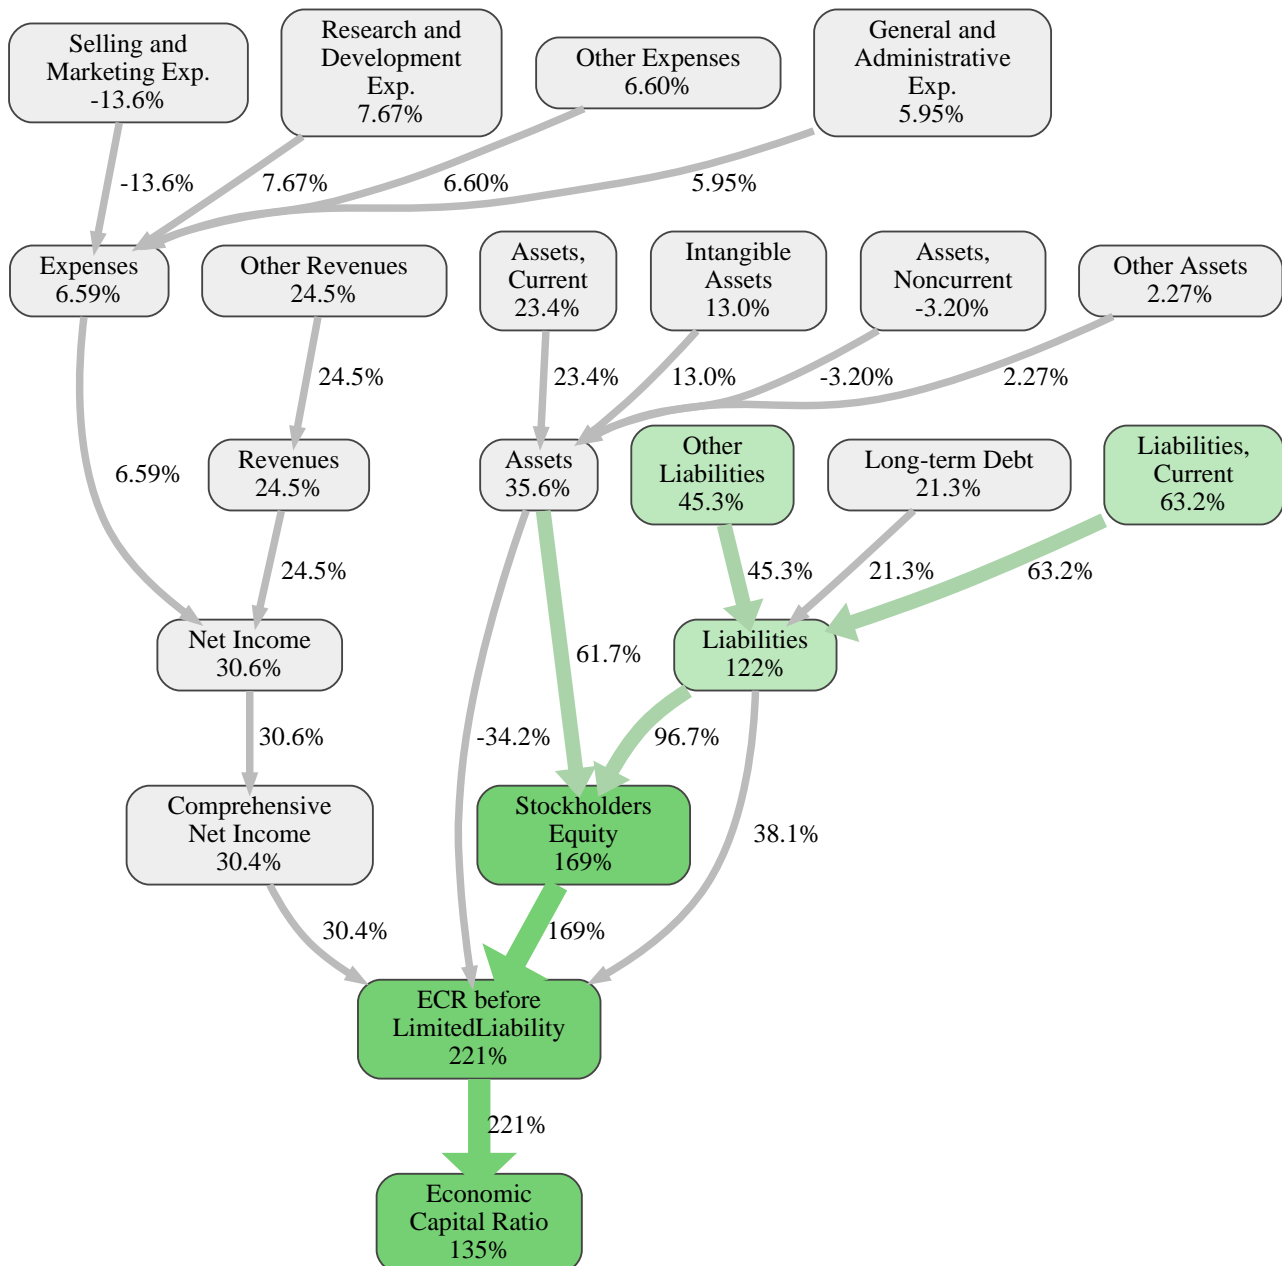 Selling and
Marketing Exp.
-13.6%
Research and
Development
Exp.
7.67%
Other Expenses
6.60%
General and
Administrative
Exp.
5.95%
-13.6%
7.67%
6.60%
5.95%
Expenses
6.59%
Other Revenues
24.5%
Assets,
Current
23.4%
Intangible
Assets
13.0%
Assets,
Noncurrent
-3.20%
Other Assets
2.27%
24.5%
23.4%
13.0%
-3.20%
2.27%
6.59%
Revenues
24.5%
Assets
35.6%
Other
Liabilities
45.3%
Long-term Debt
21.3%
Liabilities,
Current
63.2%
24.5%
45.3%
21.3%
63.2%
Net Income
30.6%
61.7%
Liabilities
122%
30.6%
-34.2%
96.7%
Comprehensive
Net Income
30.4%
Stockholders
Equity
169%
38.1%
30.4%
169%
ECR before
LimitedLiability
221%
221%
Economic
Capital Ratio
135%